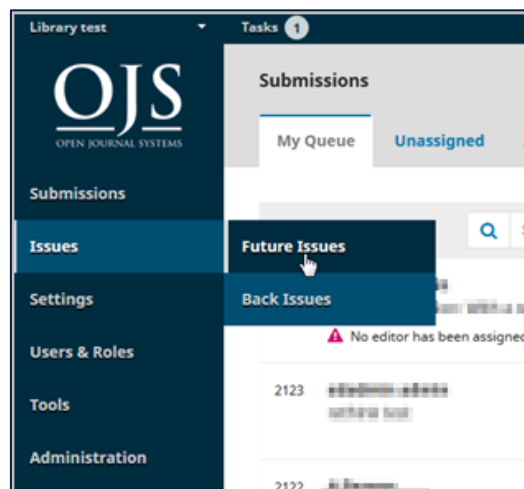 Library test
Tasks 1
OJS
OPEN JOURNAL SYSTEMS
Submissions
My Queue
Unassigned
Submissions
Issues
Future Issues
Back Issues
Settings
No editor has been assigned
Users & Roles
2123
Tools
Administration
2122